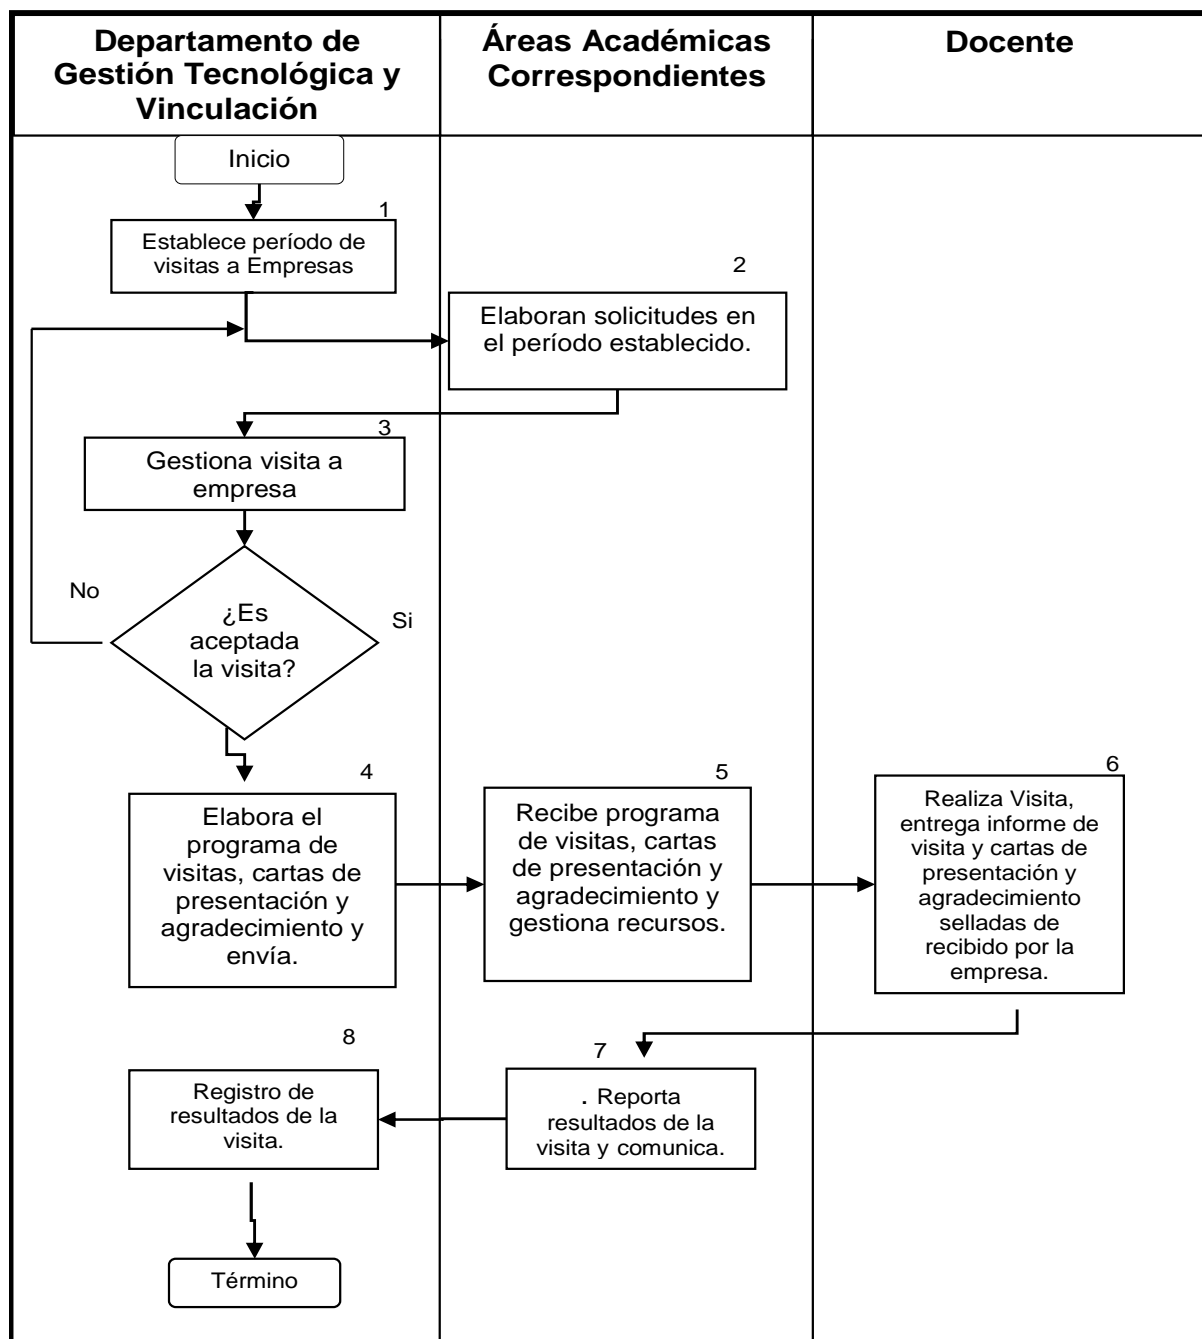 Departamento de
Gestión Tecnológica y
Vinculación
Áreas Académicas
Correspondientes
Docente
Inicio
1
Establece período de
visitas a Empresas
2
Elaboran solicitudes en
el período establecido.
3
Gestiona visita a
empresa
No
¿Es
aceptada
la visita?
Si
4
Elabora el
programa de
visitas, cartas de
presentación y
agradecimiento y
envía.
5
Recibe programa
de visitas, cartas
de presentación y
agradecimiento y
gestiona recursos.
6
Realiza Visita,
entrega informe de
visita y cartas de
presentación y
agradecimiento
selladas de
recibido por la
empresa.
7
. Reporta
resultados de la
visita y comunica.
8
Registro de
resultados de la
visita.
Término